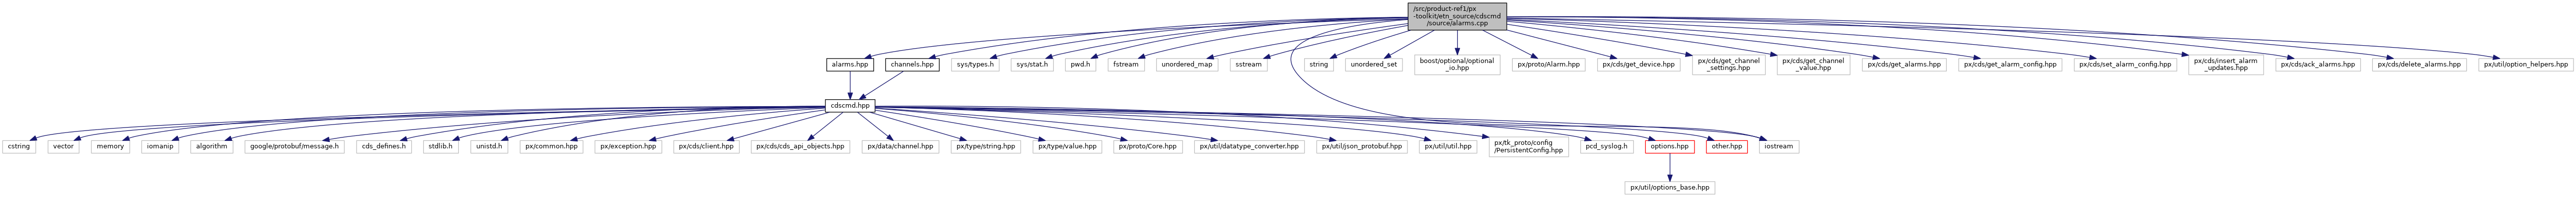 /src/product-ref1/px
-toolkit/etn_source/cdscmd
/source/alarms.cpp
alarms.hpp
channels.hpp
sys/types.h
sys/stat.h
pwd.h
fstream
unordered_map
sstream
string
unordered_set
boost/optional/optional
_io.hpp
px/proto/Alarm.hpp
px/cds/get_device.hpp
px/cds/get_channel
_settings.hpp
px/cds/get_channel
_value.hpp
px/cds/get_alarms.hpp
px/cds/get_alarm_config.hpp
px/cds/set_alarm_config.hpp
px/cds/insert_alarm
_updates.hpp
px/cds/ack_alarms.hpp
px/cds/delete_alarms.hpp
px/util/option_helpers.hpp
cdscmd.hpp
cstring
vector
memory
iomanip
algorithm
google/protobuf/message.h
cds_defines.h
stdlib.h
unistd.h
px/common.hpp
px/exception.hpp
px/cds/client.hpp
px/cds/cds_api_objects.hpp
px/data/channel.hpp
px/type/string.hpp
px/type/value.hpp
px/proto/Core.hpp
px/util/datatype_converter.hpp
px/util/json_protobuf.hpp
px/util/util.hpp
px/tk_proto/config
/PersistentConfig.hpp
pcd_syslog.h
options.hpp
other.hpp
iostream
px/util/options_base.hpp